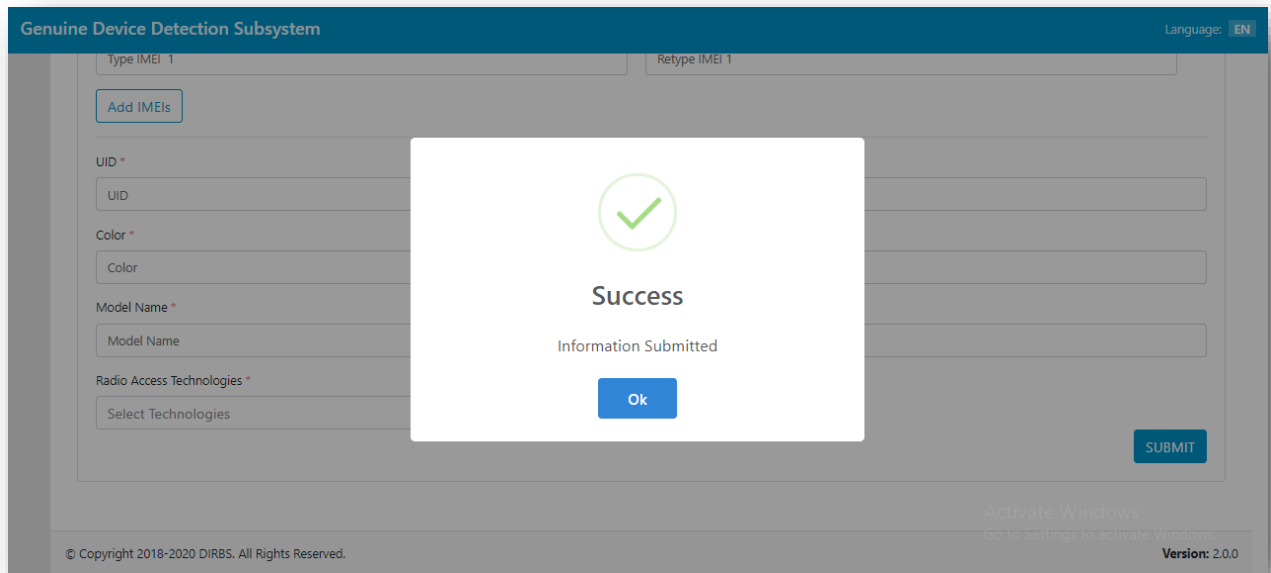 Genuine Device Detection Subsystem
Language: EN
Type IMEI 1
Retype IMEI 1
Add IMEIs
UID *
UID
Color *
Color
Model Name *
Model Name
Radio Access Technologies *
Select Technologies
Success
Information Submitted
Ok
SUBMIT
Activate Windows
Go to Settings to activate Windows.
© Copyright 2018-2020 DIRBS. All Rights Reserved.
Version: 2.0.0